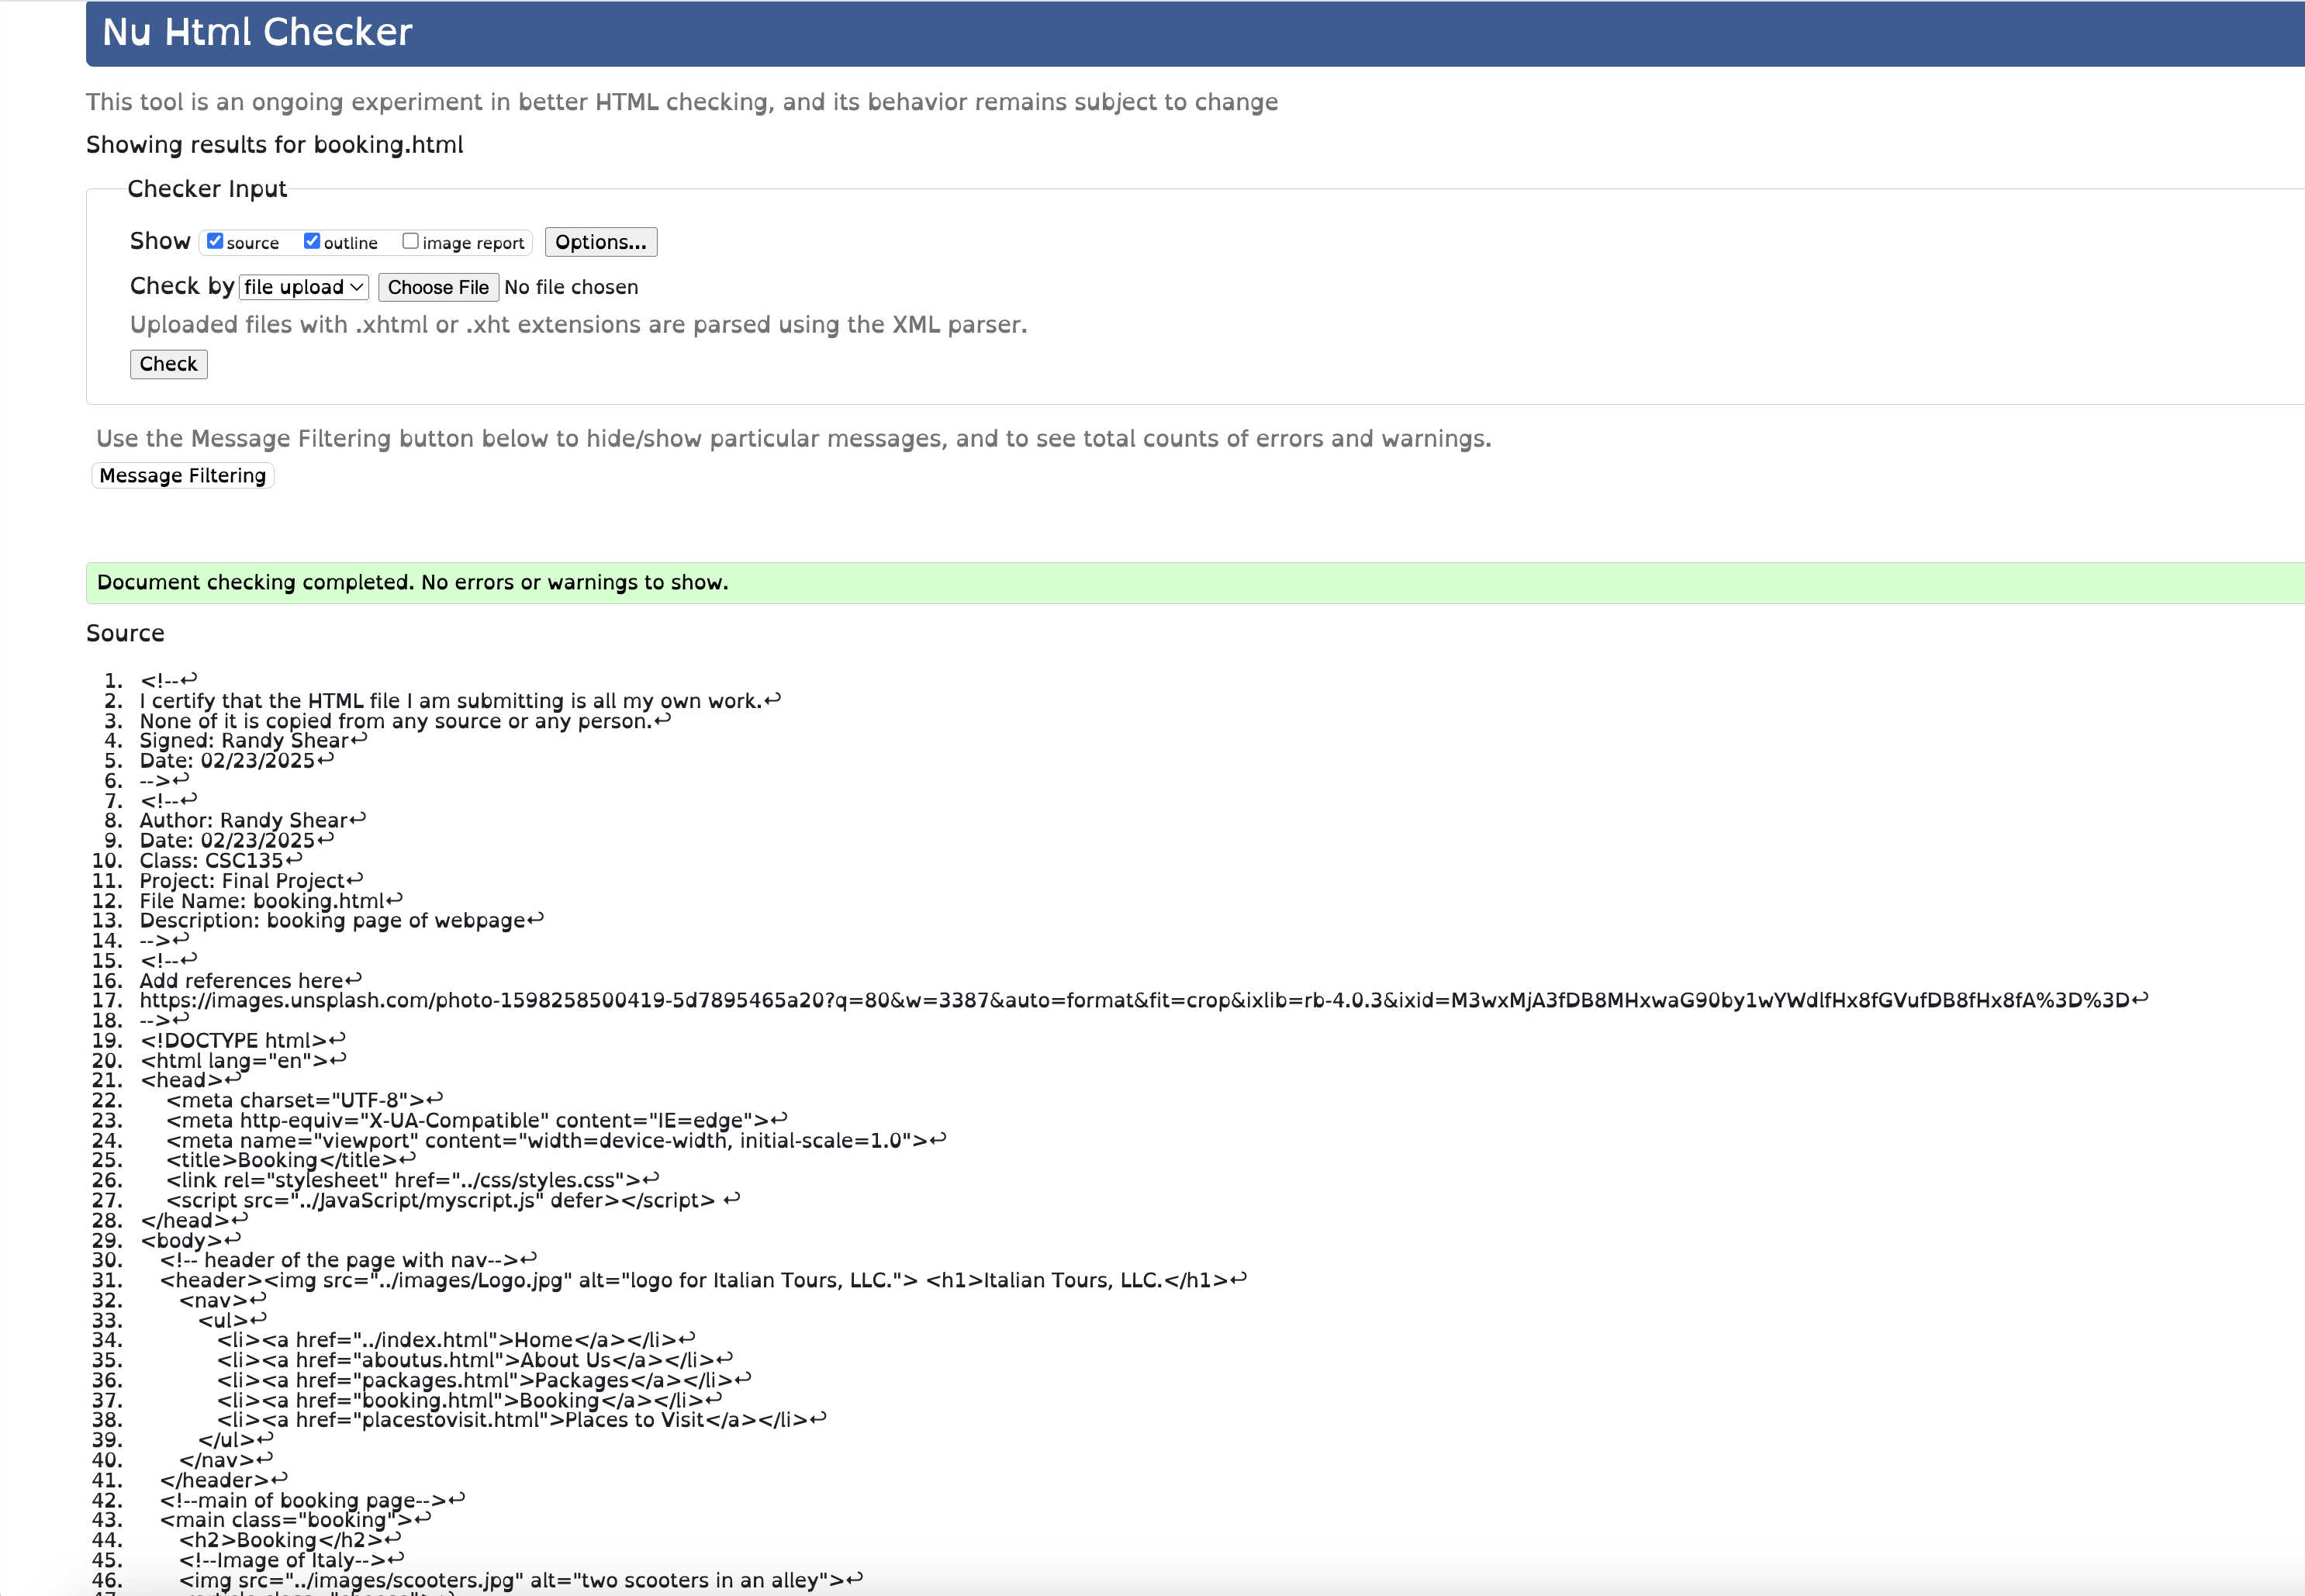 Nu Html Checker
This tool is an ongoing experiment in better HTML checking, and its behavior remains subject to change
Showing results for booking.html
Checker Input
Show source outline image report Options...
Check by file upload Choose File No file chosen
Uploaded files with .xhtml or .xht extensions are parsed using the XML parser.
Check
Use the Message Filtering button below to hide/show particular messages, and to see total counts of errors and warnings.
Message Filtering
Document checking completed. No errors or warnings to show.
Source
1. <!--↩
2. I certify that the HTML file I am submitting is all my own work.↩
3. None of it is copied from any source or any person.↩
4. Signed: Randy Shear↩
5. Date: 02/23/2025↩
6. -->↩
7. <!--↩
8. Author: Randy Shear↩
9. Date: 02/23/2025↩
10. Class: CSC135↩
11. Project: Final Project↩
12. File Name: booking.html↩
13. Description: booking page of webpage↩
14. -->↩
15. <!--↩
16. Add references here↩
17. https://images.unsplash.com/photo-1598258500419-5d7895465a20?q=80&w=3387&auto=format&fit=crop&ixlib=rb-4.0.3&ixid=M3wxMjA3fDB8MHxwaG90by1wYWdlfHx8fGVufDB8fHx8fA%3D%3D↩
18. -->↩
19. <!DOCTYPE html>↩
20. <html lang="en">↩
21. <head>↩
22. <meta charset="UTF-8">↩
23. <meta http-equiv="X-UA-Compatible" content="IE=edge">↩
24. <meta name="viewport" content="width=device-width, initial-scale=1.0">↩
25. <title>Booking</title>↩
26. <link rel="stylesheet" href="../css/styles.css">↩
27. <script src="../JavaScript/myscript.js" defer></script> ↩
28. </head>↩
29. <body>↩
30. <!-- header of the page with nav-->↩
31. <header><img src="../images/Logo.jpg" alt="logo for Italian Tours, LLC."> <h1>Italian Tours, LLC.</h1>↩
32. <nav>↩
33. <ul>↩
34. <li><a href="../index.html">Home</a></li>↩
35. <li><a href="aboutus.html">About Us</a></li>↩
36. <li><a href="packages.html">Packages</a></li>↩
37. <li><a href="booking.html">Booking</a></li>↩
38. <li><a href="placestovisit.html">Places to Visit</a></li>↩
39. </ul>↩
40. </nav>↩
41. </header>↩
42. <!--main of booking page-->↩
43. <main class="booking">↩
44. <h2>Booking</h2>↩
45. <!--Image of Italy-->↩
46. <img src="../images/scooters.jpg" alt="two scooters in an alley">↩